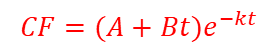 CF = (A + Bt)e^{-kt}